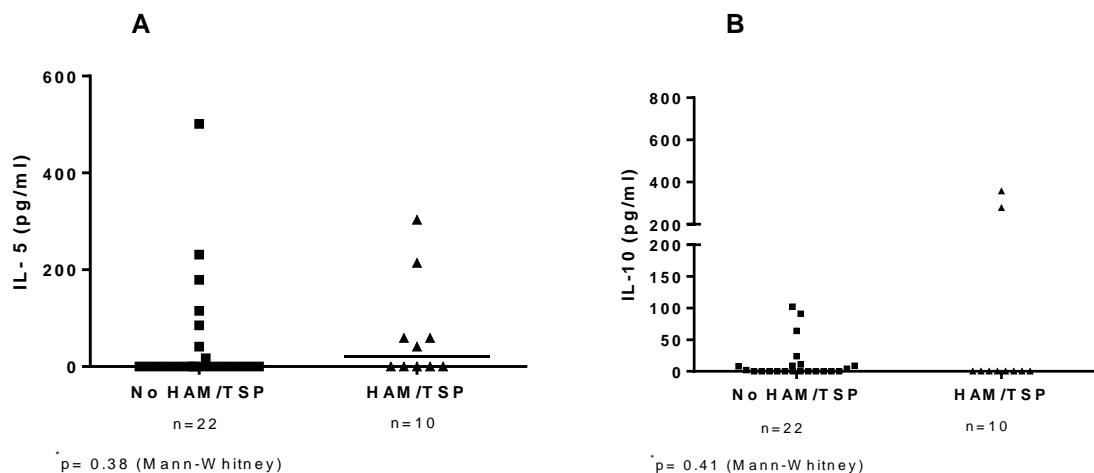 A
IL- 5 (pg/ml)
600
400
200
0
No HAM/TSP
HAM/TSP
n=22
n=10
*p= 0.38 (Mann-Whitney)
B
IL-10 (pg/ml)
800
600
400
200
200
150
100
50
0
No HAM/TSP
HAM/TSP
n=22
n=10
*p= 0.41 (Mann-Whitney)